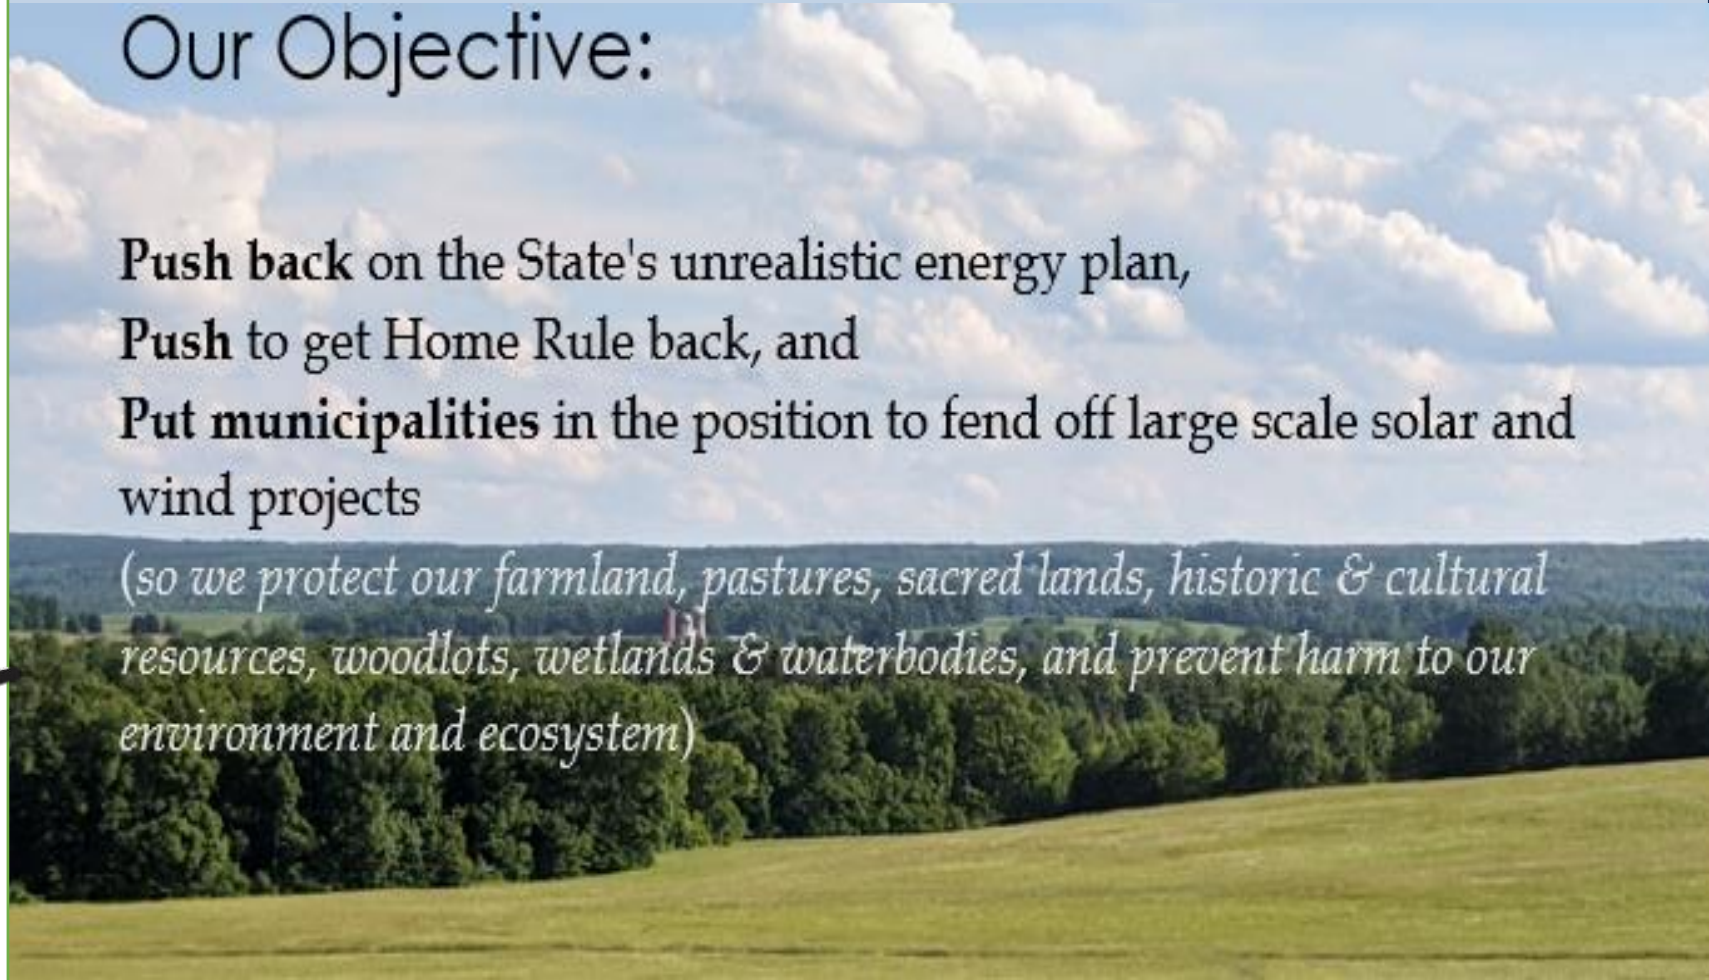 Our Objective:
Push back on the State's unrealistic energy plan,
Push to get Home Rule back, and
Put municipalities in the position to fend off large scale solar and
wind projects
(so we protect our farmland, pastures, sacred lands, historic & cultural
resources, woodlots, wetlands & waterbodies, and prevent harm to our
environment and ecosystem)